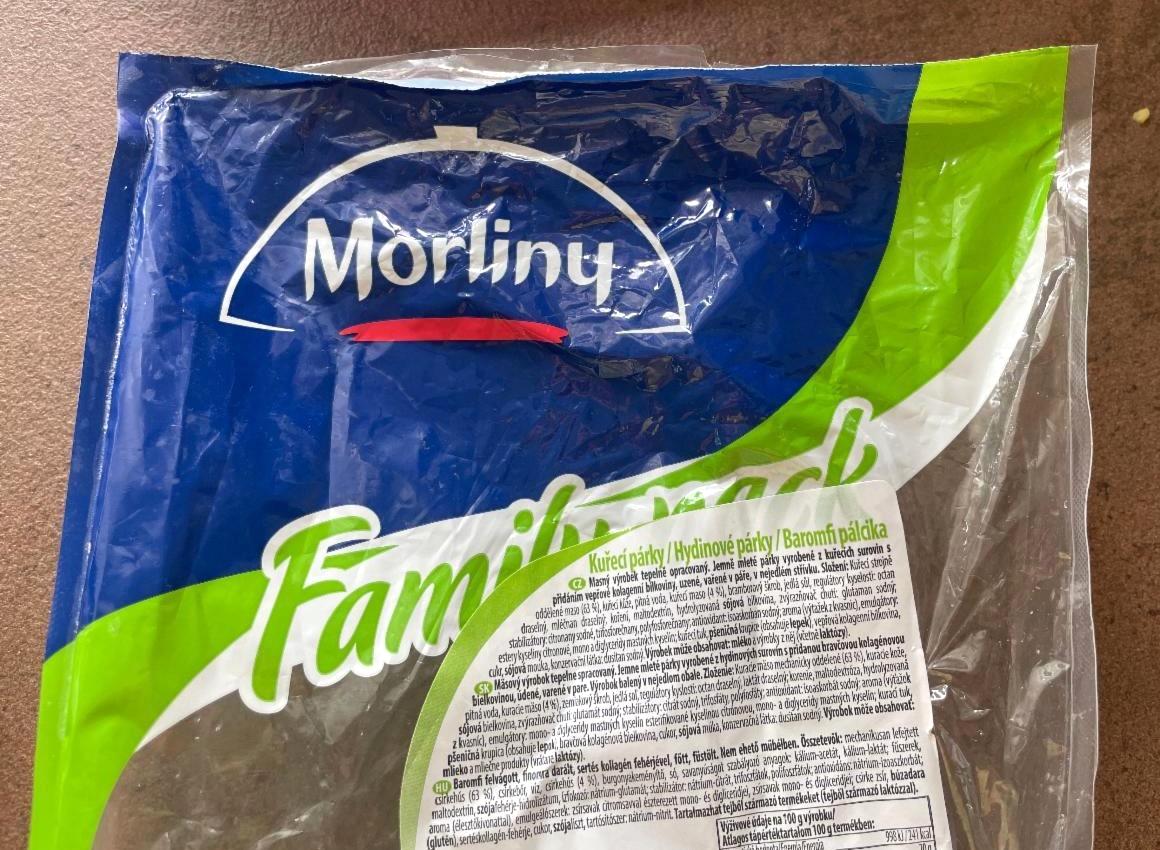 Morliny
Family pack
Kuřecí párky / Hydinové párky / Baromfi pálcika
CZ Masný výrobek tepelně opracovaný. Jemně mleté párky vyrobené z kuřecích surovin s
přidáním vepřové kolagenní bílkoviny, uzené, vařené v páře, v nejedlém střívku. Složení: Kuřecí strojně
oddělené maso (63 %), kuřecí kůže, pitná voda, kuřecí maso (4 %), bramborový škrob, jedlá sůl, regulátory kyselosti: octan
draselný, mléčnan draselný, koření, maltodextrin, hydrolyzovaná sójová bílkovina, zvýrazňovač chuti: glutaman sodný;
stabilizátory: citronany sodné, trifosforečnany, polyfosforečnany; antioxidant: isoaskorban sodný; aroma (výtažek z kvasnic), emulgátory:
estery kyseliny citronové, mono a diglyceridy mastných kyselin; kuřecí tuk, pšeničná krupice (obsahuje lepek), vepřová kolagenní bílkovina,
cukr, sójová mouka, konzervační látka: dusitan sodný. Výrobek může obsahovat: mléko a výrobky z něj (včetně laktózy).
SK Mäsový výrobok tepelne spracovaný. Jemne mleté párky vyrobené z hydinových surovín s pridanou bravčovou kolagénovou
bielkovinou, údené, varené v pare. Výrobok balený v nejedlom obale. Zloženie: kuracie mäso mechanicky oddelené (63 %), kuracie kože,
pitná voda, kuracie mäso (4 %), zemiakový škrob, jedlá soľ, regulátory kyslosti: octan draselný, laktát draselný; korenie, maltodextrín, hydrolyzovaná
sójová bielkovina, zvýrazňovač chuti: glutamát sodný; stabilizátory: citrát sodný, trifosfáty, polyfosfáty; antioxidant: isoaskorbát sodný; aroma (výťažok
z kvasníc), emulgátory: mono- a diglyceridy mastných kyselín esterifikované kyselinou citrónovou, mono- a diglyceridy mastných kyselín; kurací tuk,
pšeničná krupica (obsahuje lepok), bravčová kolagénová bielkovina, cukor, sójová múka, konzervačná látka: dusitan sodný. Výrobok môže obsahovať:
mlieko a mliečne produkty (vrátane laktózy).
HU Baromfi felvágott, finomra darált, sertés kollagén fehérjével, főtt, füstölt. Nem ehető műbélben. Összetevők: mechanikusan lefejtett
csirkehús (63 %), csirkebőr, víz, csirkehús (4 %), burgonyakeményítő, só, savanyúságot szabályozó anyagok: kálium-acetát, kálium-laktát; fűszerek,
maltodextrin, szójafehérje-hidrolizátum, ízfokozó: nátrium-glutamát; stabilizátor: nátrium-citrát, trifoszfátok, polifoszfátok; antioxidáns: nátrium-izoaszkorbát;
aroma (élesztőkivonattal), emulgeálószerek: zsírsavak citromsavval észterezett mono- és digliceridjei, zsírsavak mono- és digliceridjei; csirke zsír, búzadara
(glutén), sertéskollagén-fehérje, cukor, szójaliszt, tartósítószer: nátrium-nitrit. Tartalmazhat tejből származó termékeket (tejből származó laktózzal).
Výživové údaje na 100 g výrobku/
Átlagos tápértéktartalom 100 g termékben:
998 kJ / 241 kcal
20 g